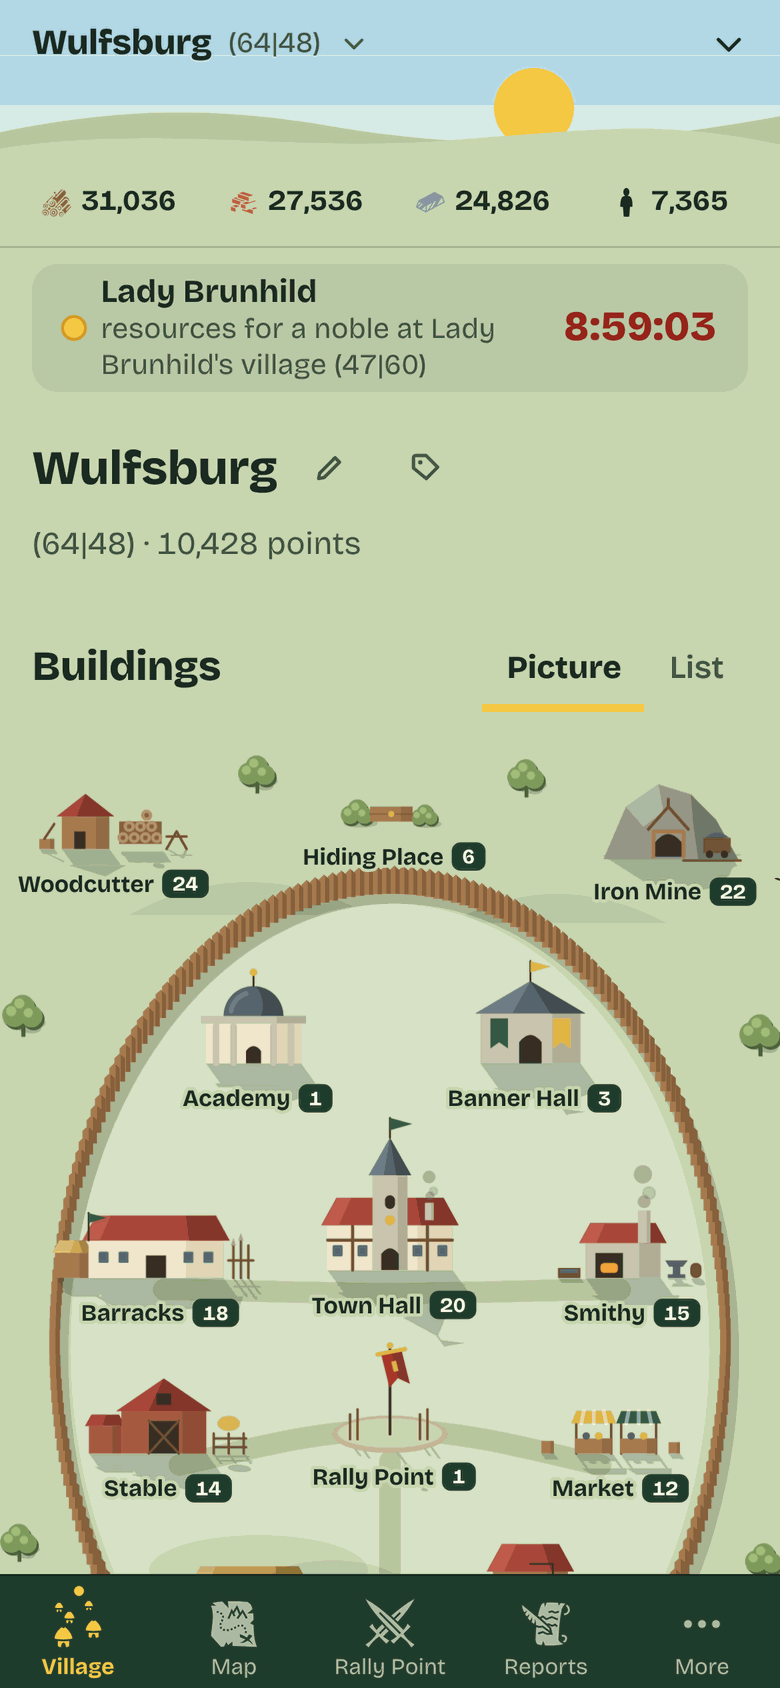 Wulfsburg (64|48)
31,036 27,536 24,826 7,365
Lady Brunhild
resources for a noble at Lady
Brunhild's village (47|60)
8:59:03
Wulfsburg
(64|48) · 10,428 points
Buildings Picture List
Hiding Place 6
Woodcutter 24
Iron Mine 22
Academy 1
Banner Hall 3
Barracks 18
Town Hall 20
Smithy 15
Stable 14
Rally Point 1
Market 12
Village Map Rally Point Reports More